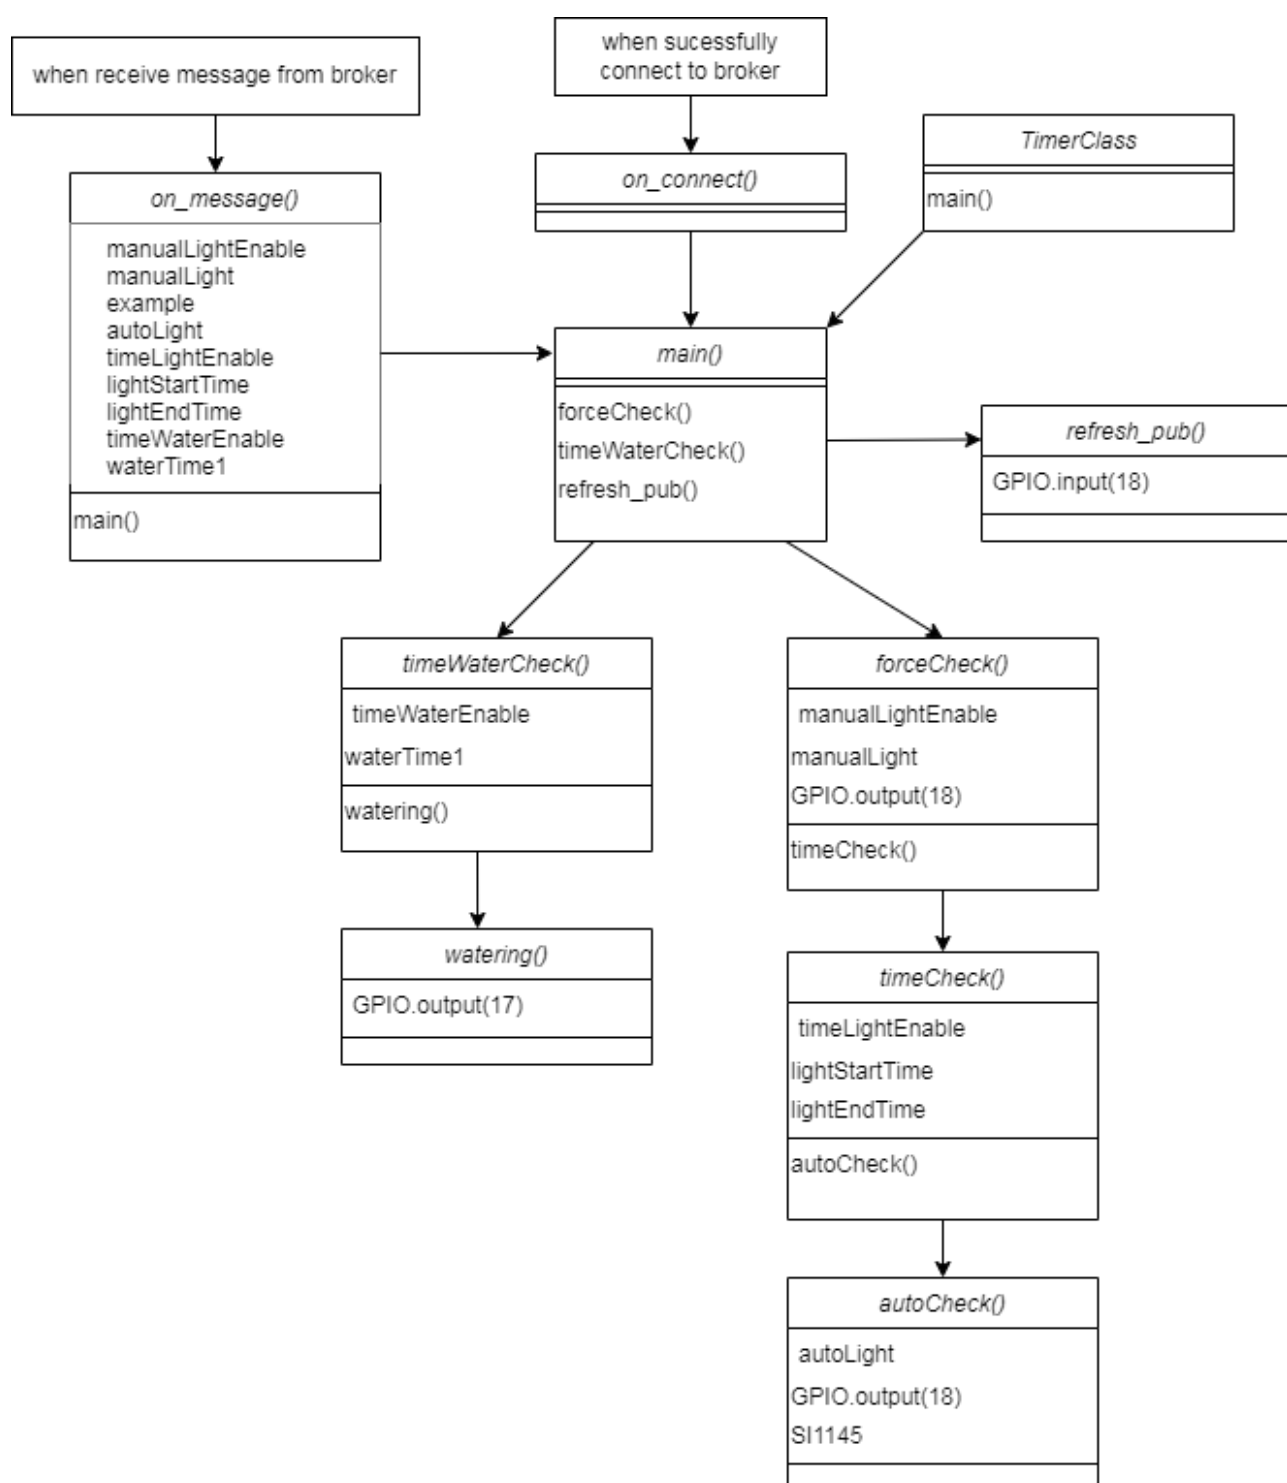 when receive message from broker
when sucessfully
connect to broker
TimerClass
main()
on_connect()
on_message()
manualLightEnable
manualLight
example
autoLight
timeLightEnable
lightStartTime
lightEndTime
timeWaterEnable
waterTime1
main()
main()
forceCheck()
timeWaterCheck()
refresh_pub()
refresh_pub()
GPIO.input(18)
timeWaterCheck()
timeWaterEnable
waterTime1
watering()
watering()
GPIO.output(17)
forceCheck()
manualLightEnable
manualLight
GPIO.output(18)
timeCheck()
timeCheck()
timeLightEnable
lightStartTime
lightEndTime
autoCheck()
autoCheck()
autoLight
GPIO.output(18)
SI1145